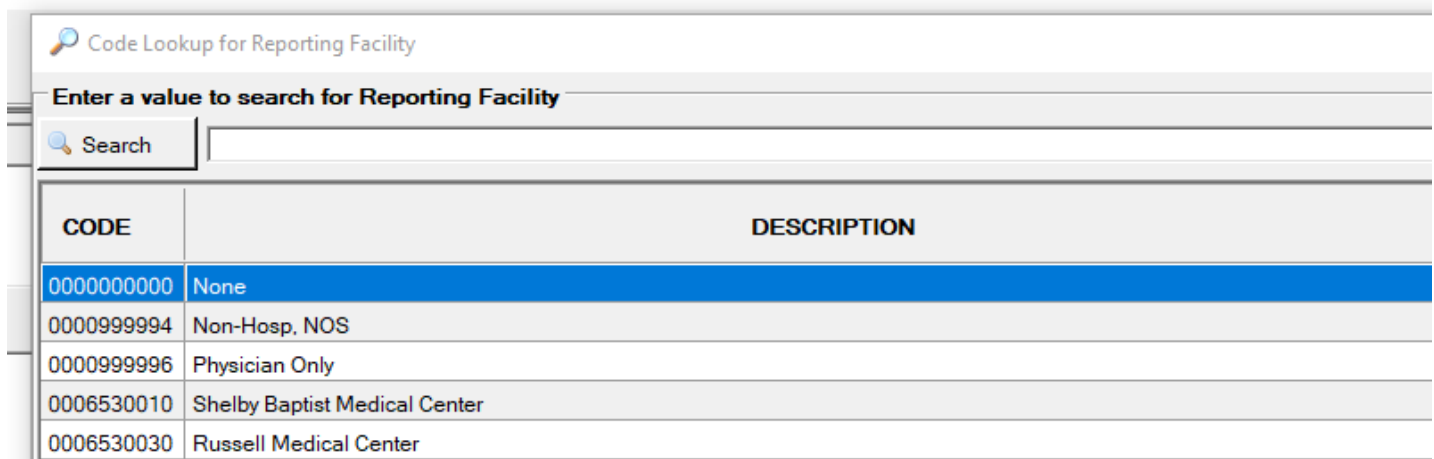 Code Lookup for Reporting Facility
Enter a value to search for Reporting Facility
Search
CODE DESCRIPTION
0000000000 None
0000999994 Non-Hosp, NOS
0000999996 Physician Only
0006530010 Shelby Baptist Medical Center
0006530030 Russell Medical Center